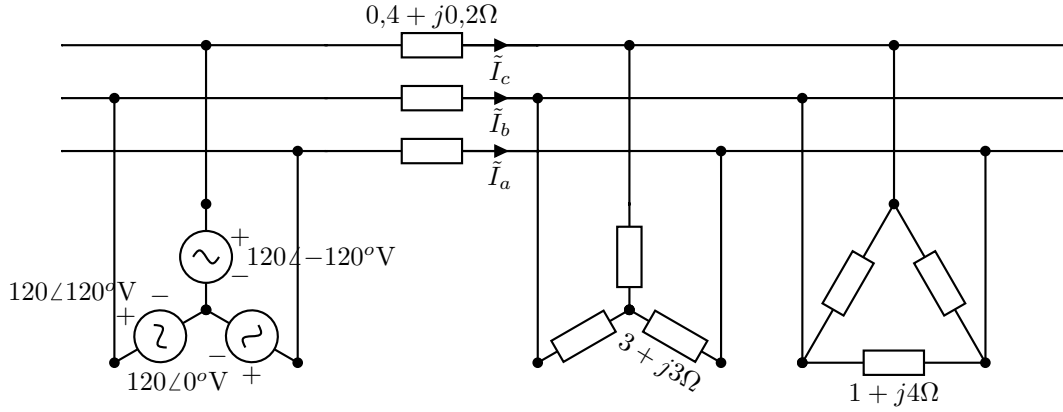 0,4 + j0,2Ω
Ĩ_c
Ĩ_b
Ĩ_a
+
120∠−120°V
−
120∠120°V
−
+
−
+
120∠0°V
3 + j3Ω
1 + j4Ω